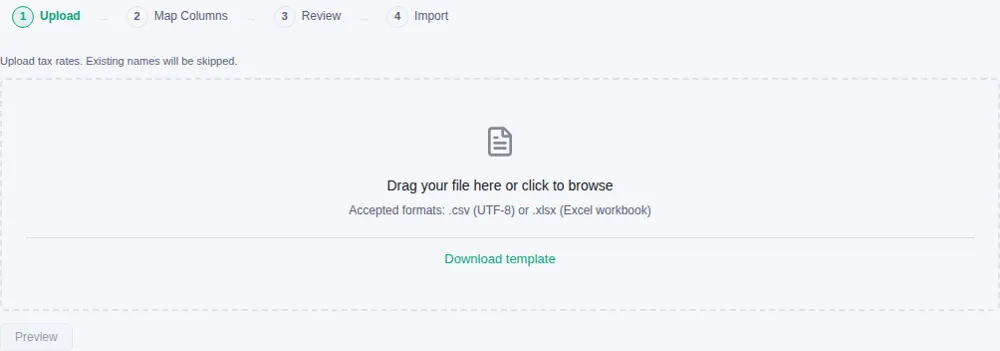 1 Upload 2 Map Columns 3 Review 4 Import
Upload tax rates. Existing names will be skipped.
Drag your file here or click to browse
Accepted formats: .csv (UTF-8) or .xlsx (Excel workbook)
Download template
Preview